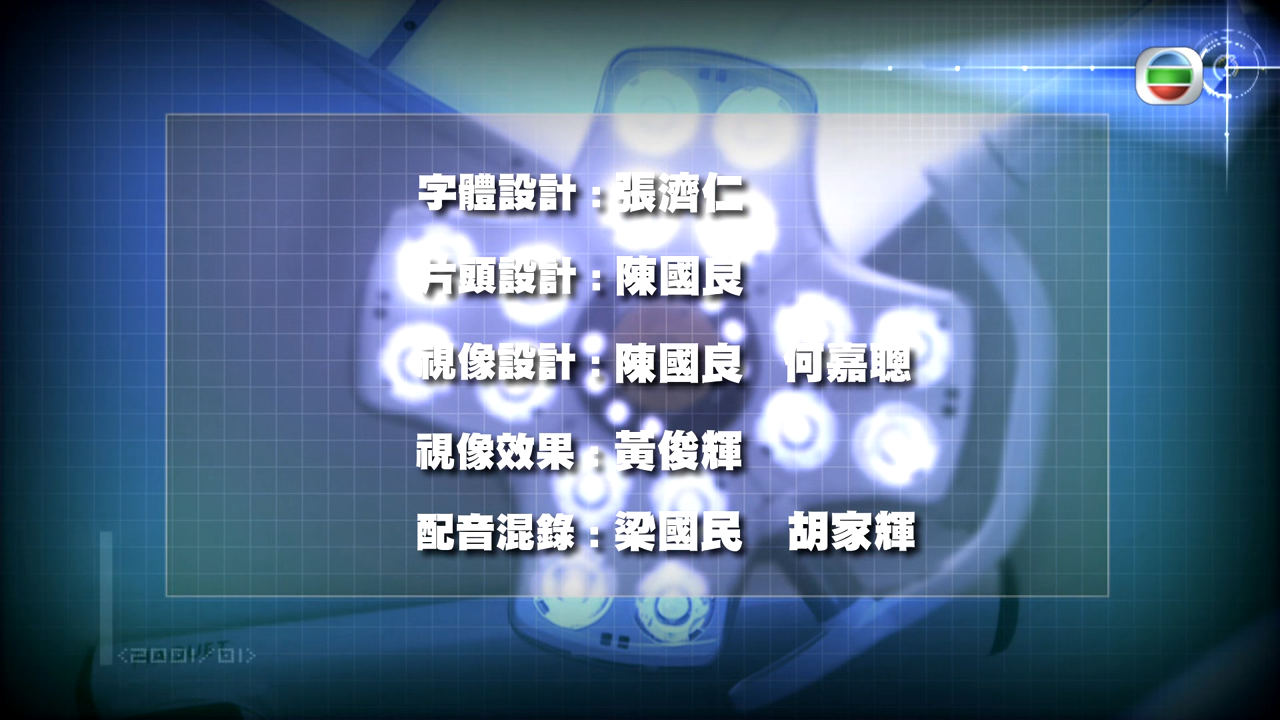 字體設計：張濟仁
片頭設計：陳國良
視像設計：陳國良　何嘉聰
視像效果：黃俊輝
配音混錄：梁國民　胡家輝
<2001/01>